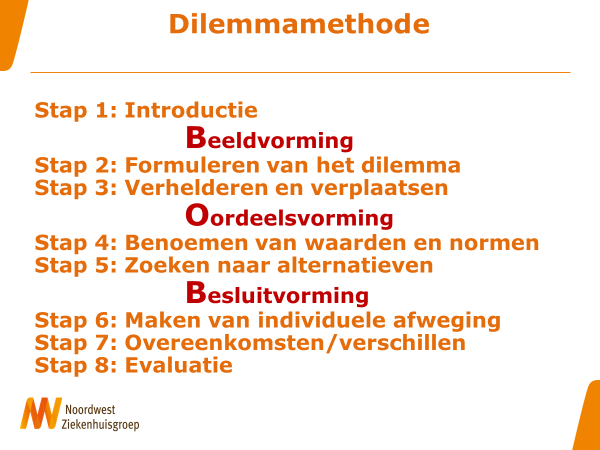 Dilemmamethode
Stap 1: Introductie
Beeldvorming
Stap 2: Formuleren van het dilemma
Stap 3: Verhelderen en verplaatsen
Oordeelsvorming
Stap 4: Benoemen van waarden en normen
Stap 5: Zoeken naar alternatieven
Besluitvorming
Stap 6: Maken van individuele afweging
Stap 7: Overeenkomsten/verschillen
Stap 8: Evaluatie
Noordwest
Ziekenhuisgroep